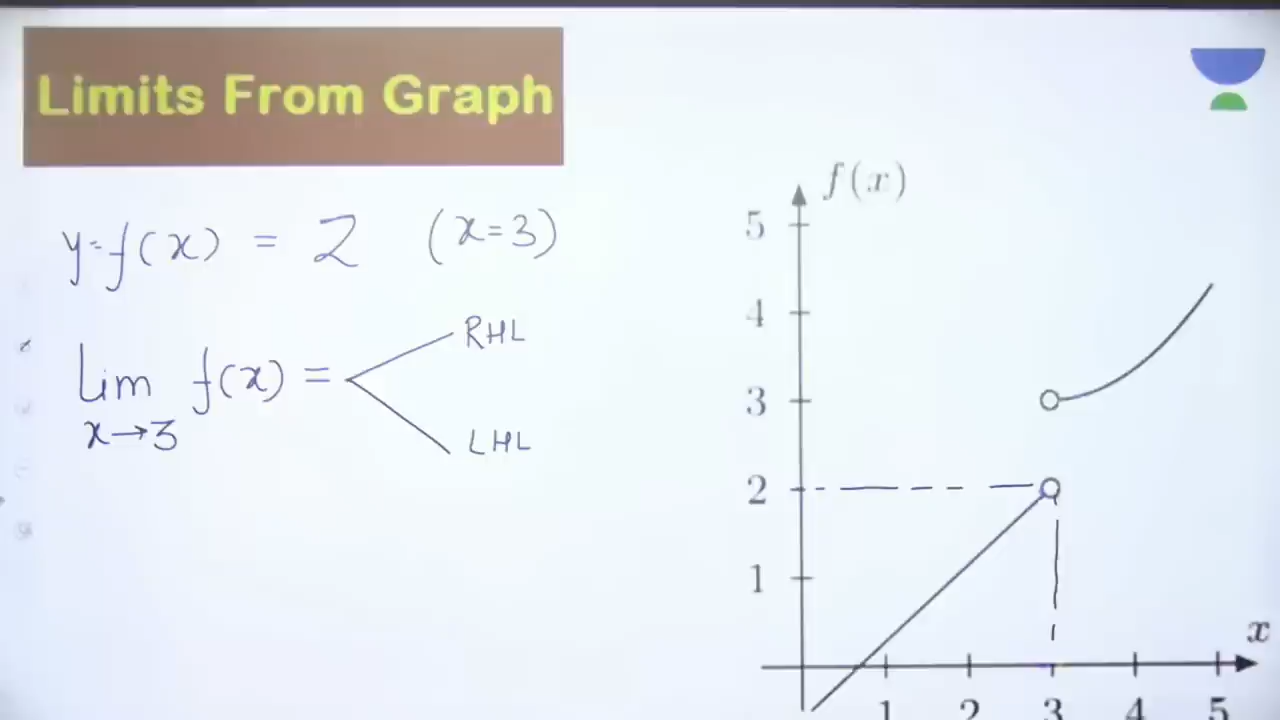 Limits From Graph
y=f(x) = 2 (x=3)
lim f(x) =
x→3
RHL
LHL
f(x)
5
4
3
2
1
x
1 2 3 4 5